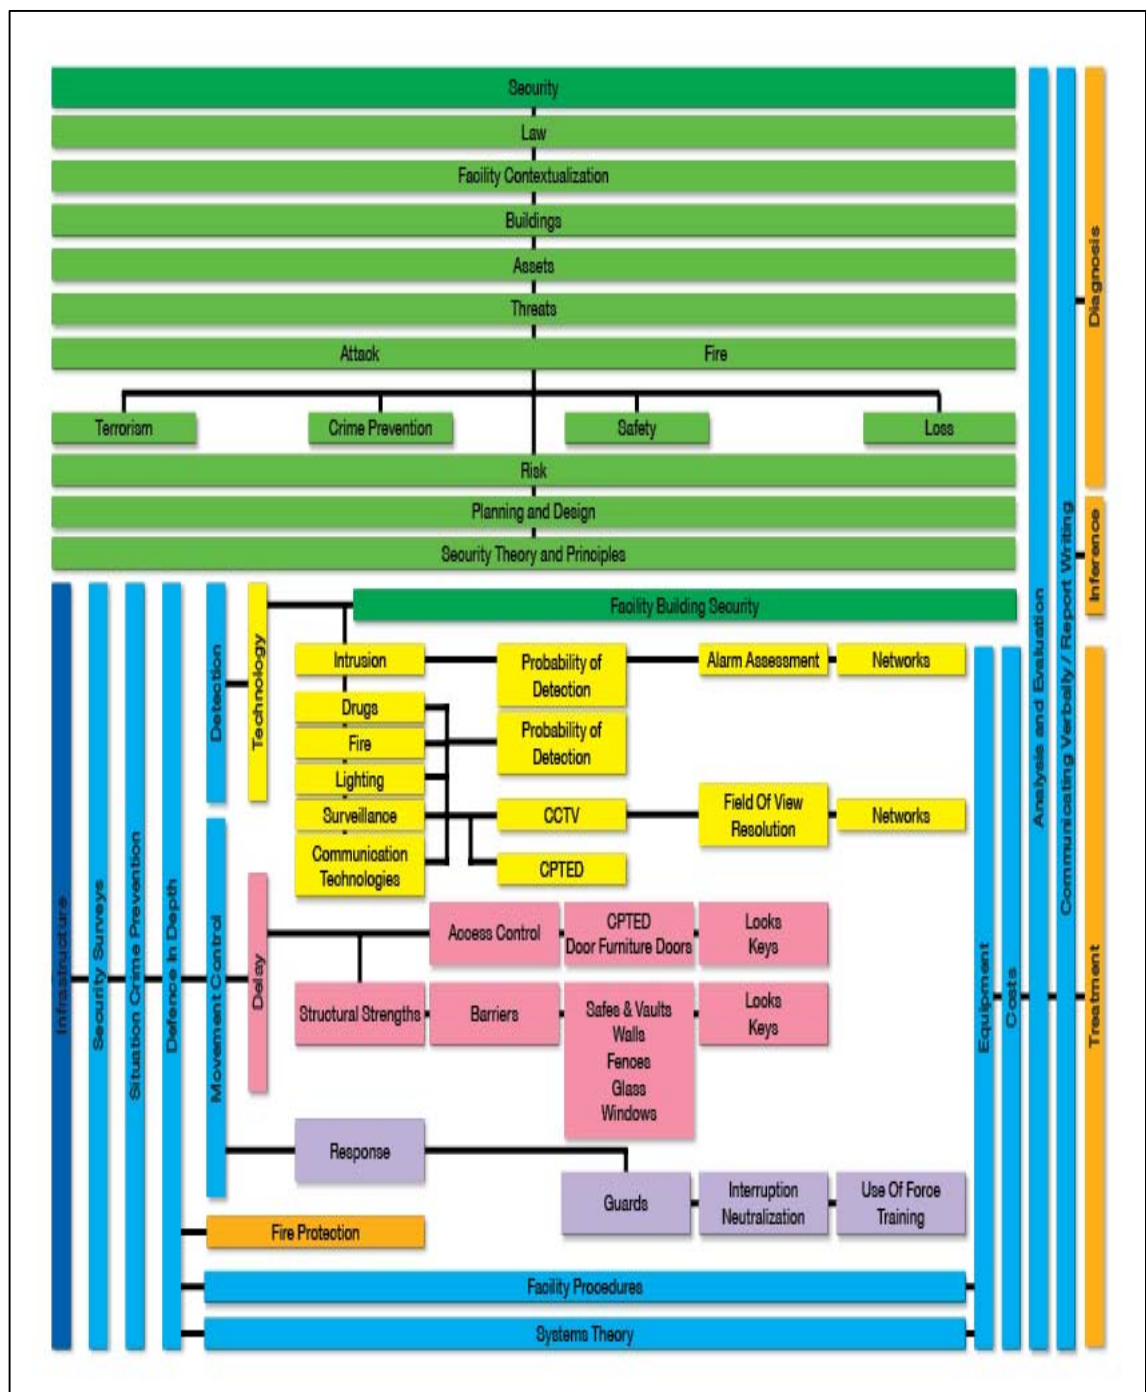 Security
Law
Facility Contextualization
Buildings
Assets
Threats
Attack
Fire
Terrorism
Crime Prevention
Safety
Loss
Risk
Planning and Design
Security Theory and Principles
Facility Building Security
Infrastructure
Security Surveys
Situation Crime Prevention
Defence In Depth
Detection
Technology
Intrusion
Probability of
Detection
Alarm Assessment
Networks
Drugs
Fire
Lighting
Surveillance
Communication
Technologies
Probability of
Detection
CCTV
Field Of View
Resolution
Networks
CPTED
Movement Control
Delay
Access Control
CPTED
Door Furniture Doors
Locks
Keys
Structural Strengths
Barriers
Safes & Vaults
Walls
Fences
Glass
Windows
Locks
Keys
Response
Guards
Interruption
Neutralization
Use Of Force
Training
Fire Protection
Facility Procedures
Systems Theory
Equipment
Costs
Analysis and Evaluation
Communicating Verbally / Report Writing
Diagnosis
Inference
Treatment